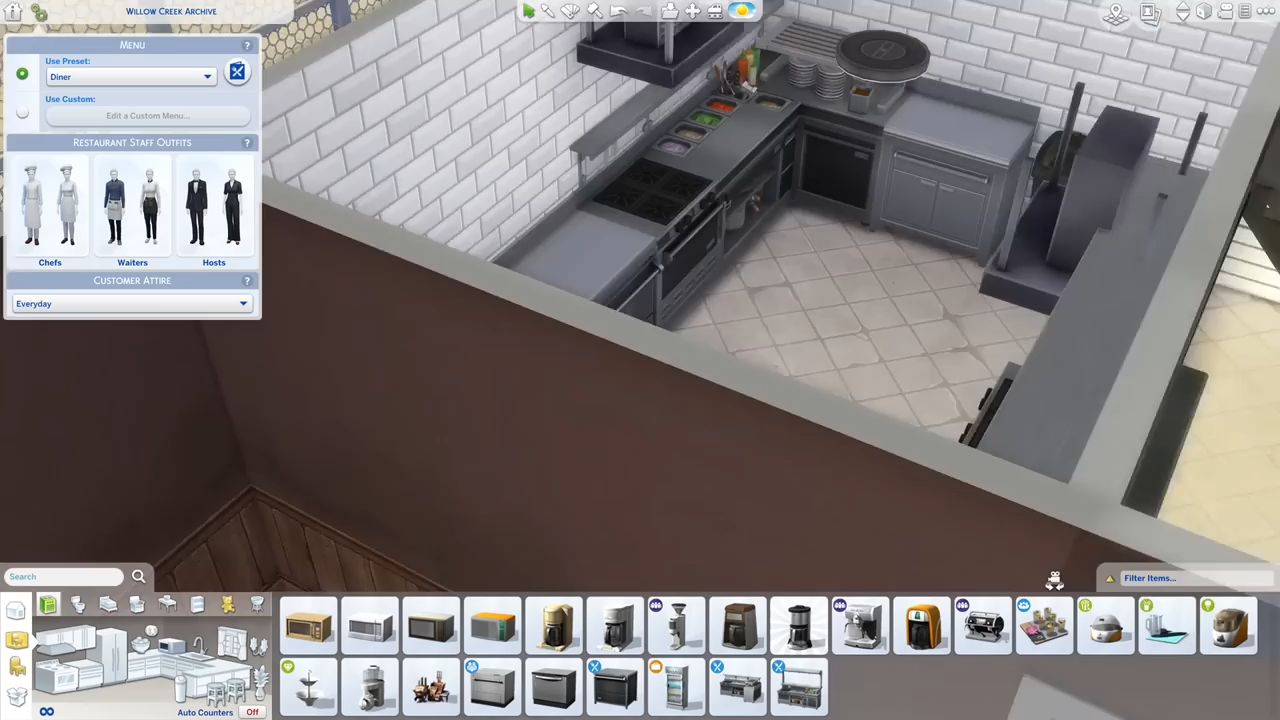 WILLOW CREEK ARCHIVE
MENU
?
Use Preset:
Diner
Use Custom:
Edit a Custom Menu...
RESTAURANT STAFF OUTFITS
?
Chefs
Waiters
Hosts
CUSTOMER ATTIRE
?
Everyday
Search
Filter Items...
Auto Counters
Off